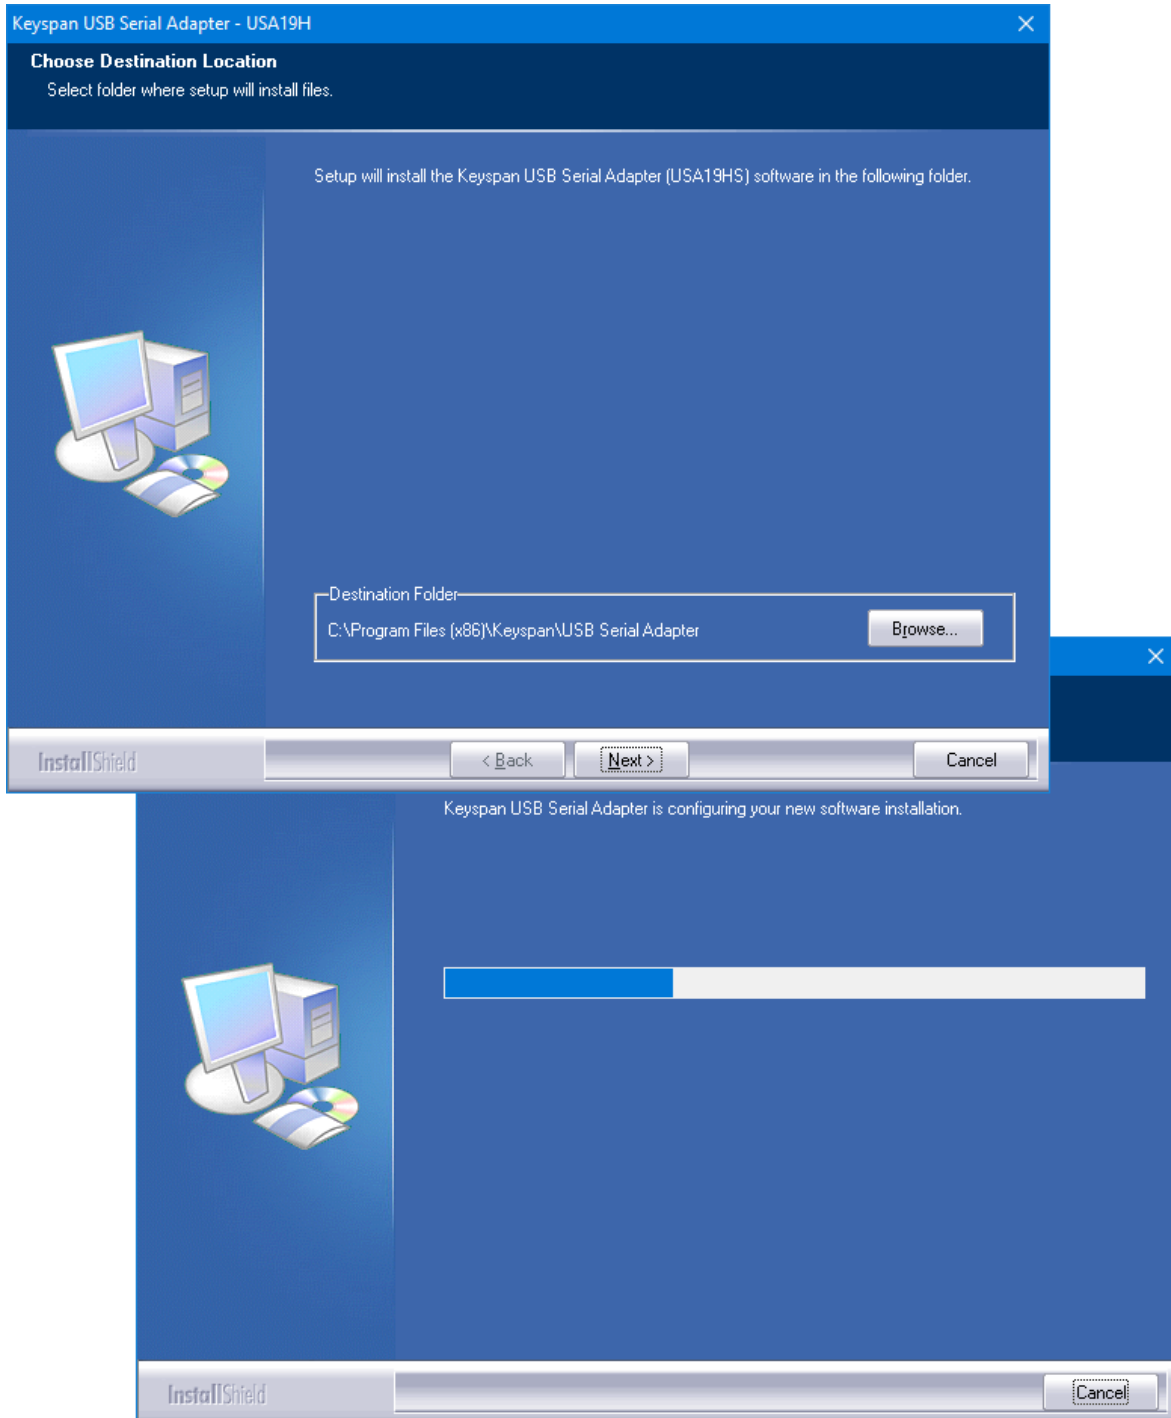 Keyspan USB Serial Adapter - USA19H
Choose Destination Location
Select folder where setup will install files.
Setup will install the Keyspan USB Serial Adapter (USA19HS) software in the following folder.
Destination Folder
C:\Program Files (x86)\Keyspan\USB Serial Adapter
Browse...
InstallShield
< Back
Next >
Cancel
Keyspan USB Serial Adapter is configuring your new software installation.
InstallShield
Cancel